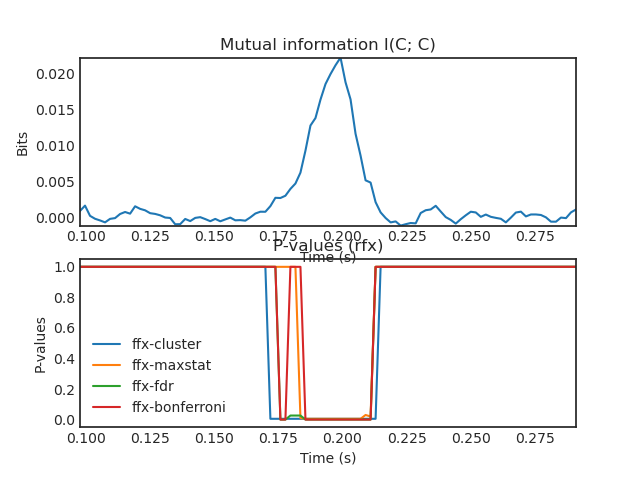 Mutual information I(C; C)
0.020
0.015
0.010
0.005
0.000
Bits
0.100 0.125 0.150 0.175 0.200 0.225 0.250 0.275
Time (s)
P-values (rfx)
1.0
0.8
0.6
0.4
0.2
0.0
P-values
ffx-cluster
ffx-maxstat
ffx-fdr
ffx-bonferroni
0.100 0.125 0.150 0.175 0.200 0.225 0.250 0.275
Time (s)